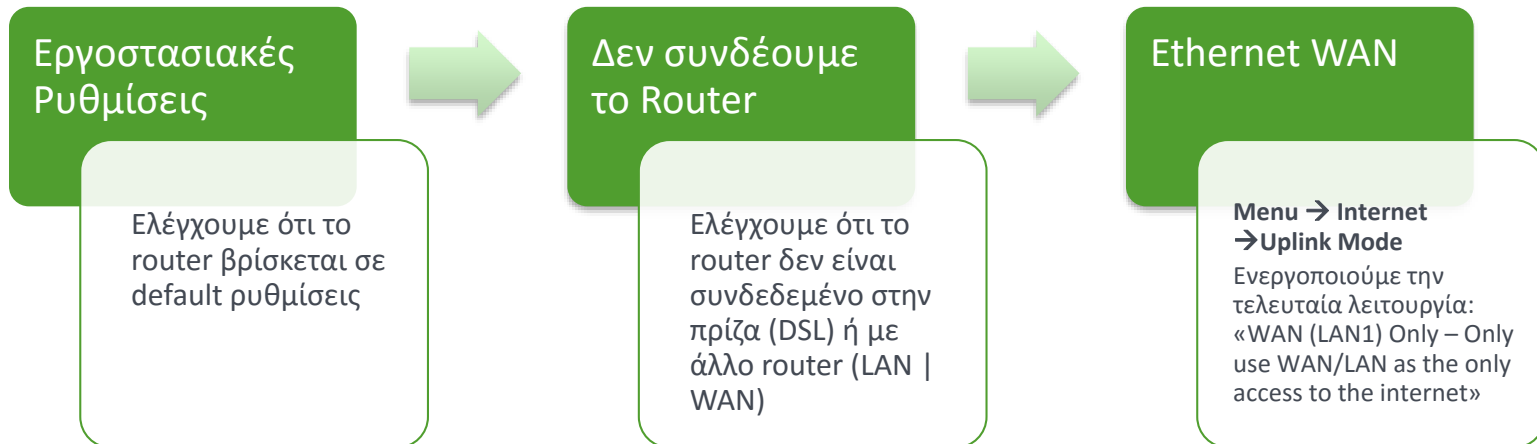 Εργοστασιακές
Ρυθμίσεις
Ελέγχουμε ότι το
router βρίσκεται σε
default ρυθμίσεις
Δεν συνδέουμε
το Router
Ελέγχουμε ότι το
router δεν είναι
συνδεδεμένο στην
πρίζα (DSL) ή με
άλλο router (LAN |
WAN)
Ethernet WAN
Menu → Internet
→Uplink Mode
Ενεργοποιούμε την
τελευταία λειτουργία:
«WAN (LAN1) Only – Only
use WAN/LAN as the only
access to the internet»